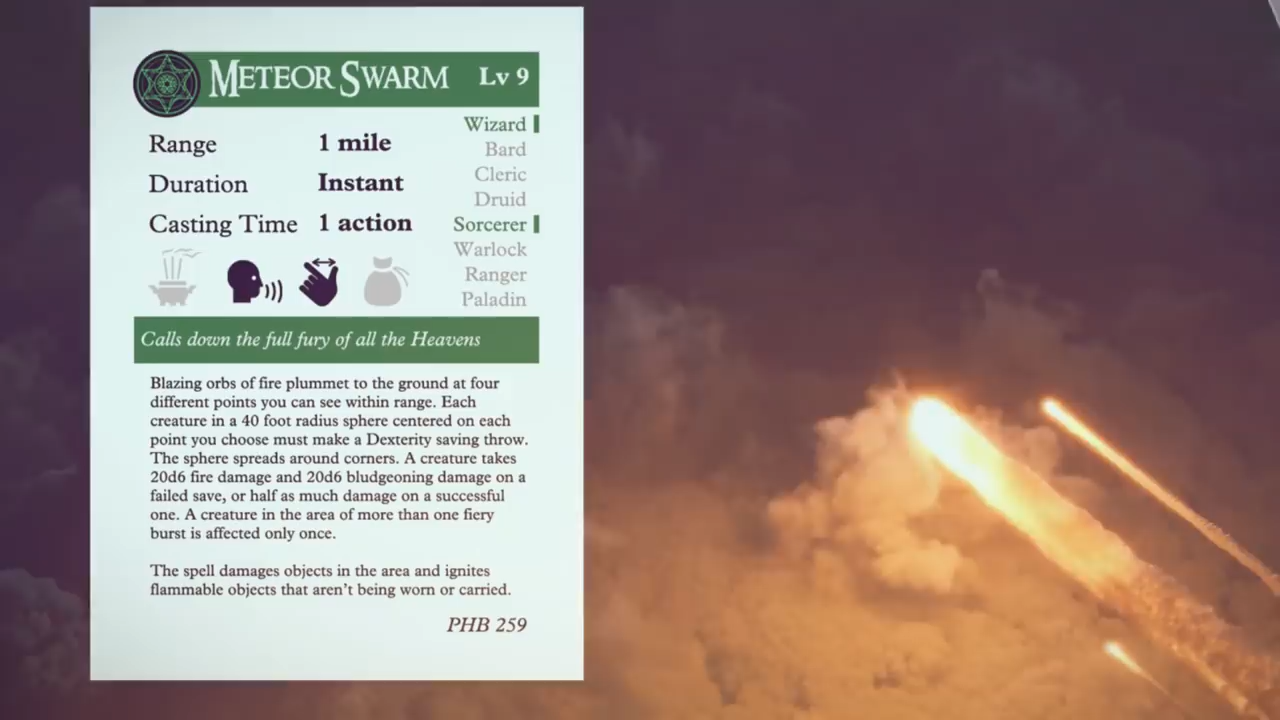 METEOR SWARM Lv 9
Range 1 mile
Duration Instant
Casting Time 1 action
Wizard
Bard
Cleric
Druid
Sorcerer
Warlock
Ranger
Paladin
Calls down the full fury of all the Heavens
Blazing orbs of fire plummet to the ground at four
different points you can see within range. Each
creature in a 40 foot radius sphere centered on each
point you choose must make a Dexterity saving throw.
The sphere spreads around corners. A creature takes
20d6 fire damage and 20d6 bludgeoning damage on a
failed save, or half as much damage on a successful
one. A creature in the area of more than one fiery
burst is affected only once.
The spell damages objects in the area and ignites
flammable objects that aren't being worn or carried.
PHB 259